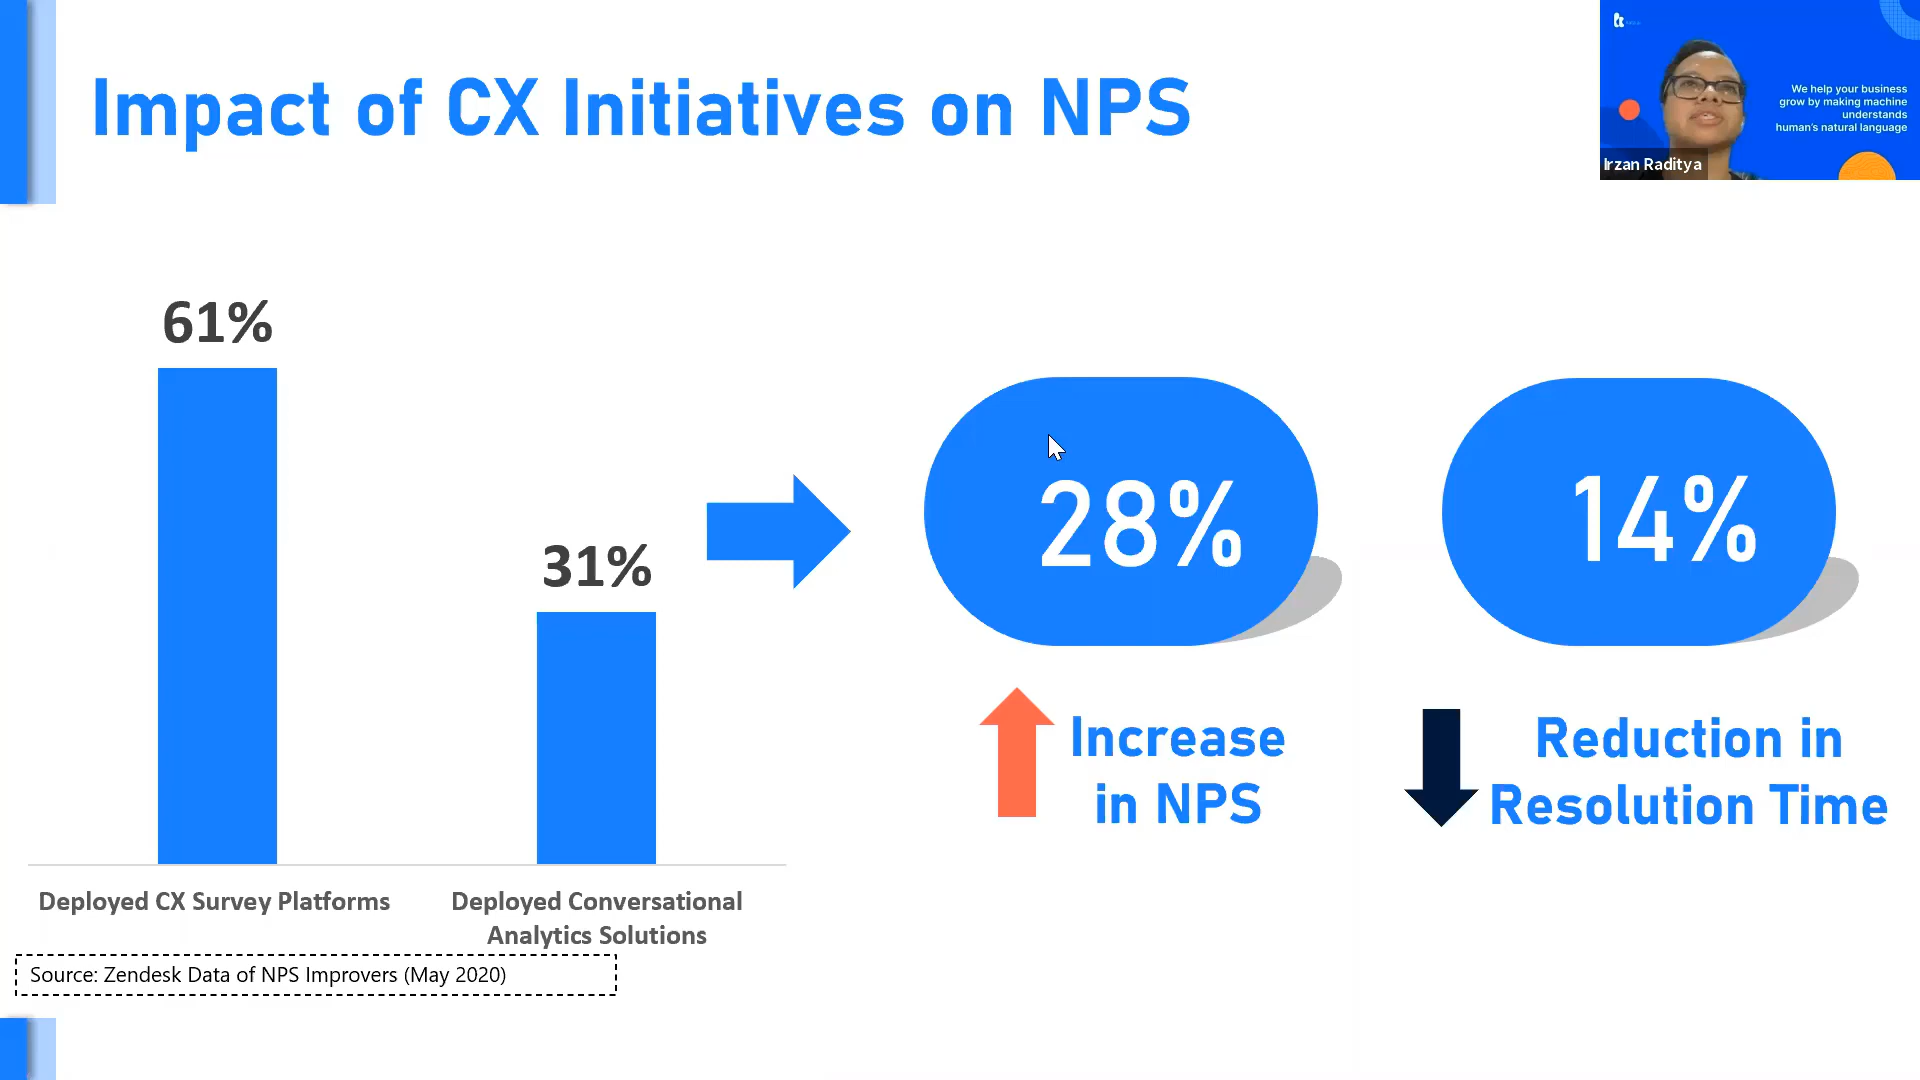 Impact of CX Initiatives on NPS
We help your business
grow by making machine
understands
human's natural language
Irzan Raditya
61%
31%
28%
14%
Increase
in NPS
Reduction in
Resolution Time
Deployed CX Survey Platforms
Deployed Conversational
Analytics Solutions
Source: Zendesk Data of NPS Improvers (May 2020)